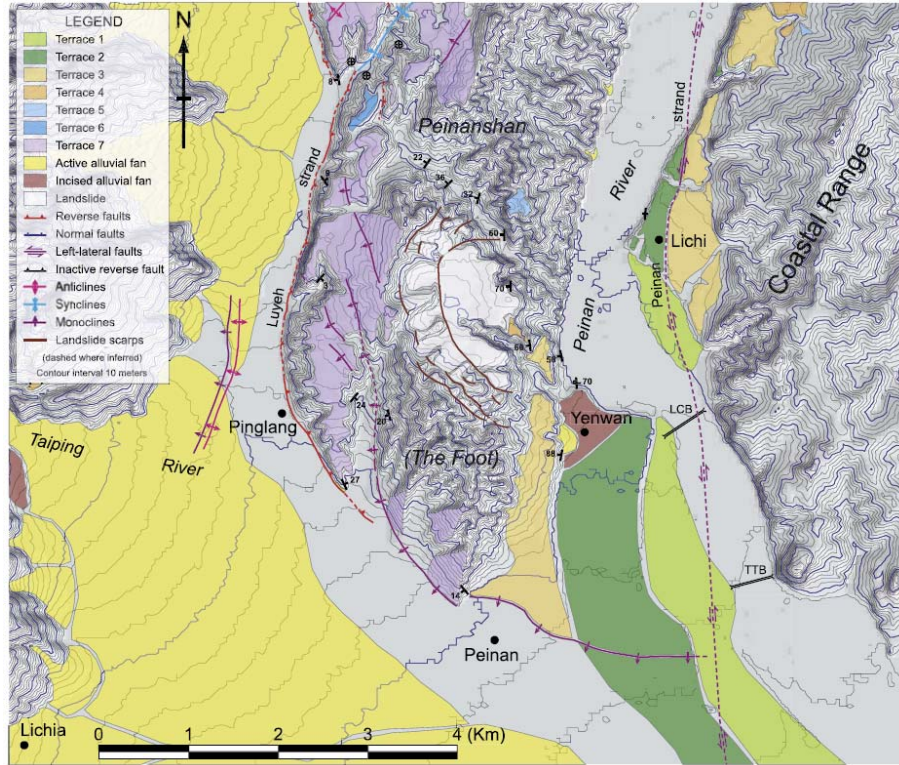 LEGEND
Terrace 1
Terrace 2
Terrace 3
Terrace 4
Terrace 5
Terrace 6
Terrace 7
Active alluvial fan
Incised alluvial fan
Landslide
Reverse faults
Normal faults
Left-lateral faults
Inactive reverse fault
Anticlines
Synclines
Monoclines
Landslide scarps
(dashed where inferred)
Contour interval 10 meters
N
8
Peinanshan
22
36
32
60
70
strand
3
Luyeh
River
strand
Lichi
Peinan
Coastal Range
Peinan
68
58
70
24
20
Pinglang
(The Foot)
Yenwan
88
LCB
Taiping
River
27
TTB
14
Peinan
Lichia
0 1 2 3 4 (Km)